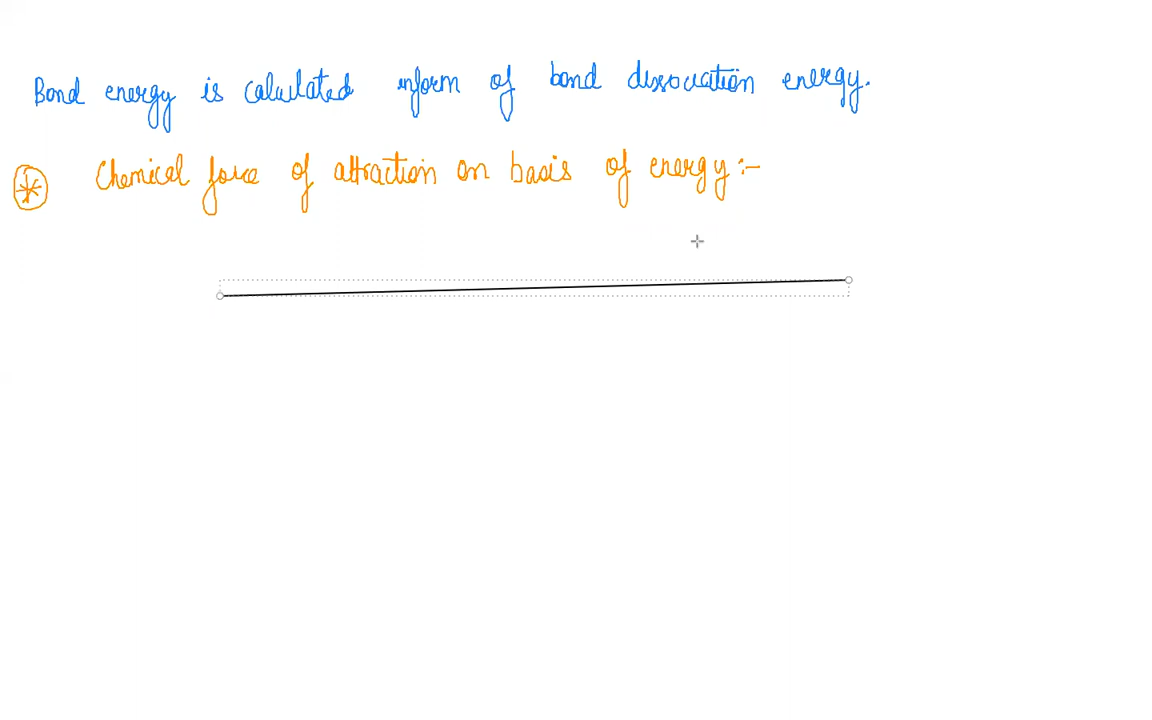 Bond energy is calculated inform of bond dissociation energy.
* Chemical force of attraction on basis of energy:-